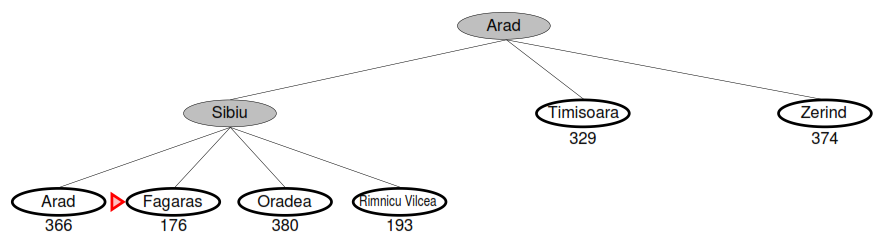 Arad
Sibiu
Timisoara
Zerind
329
374
Arad
Fagaras
Oradea
Rimnicu Vilcea
366
176
380
193